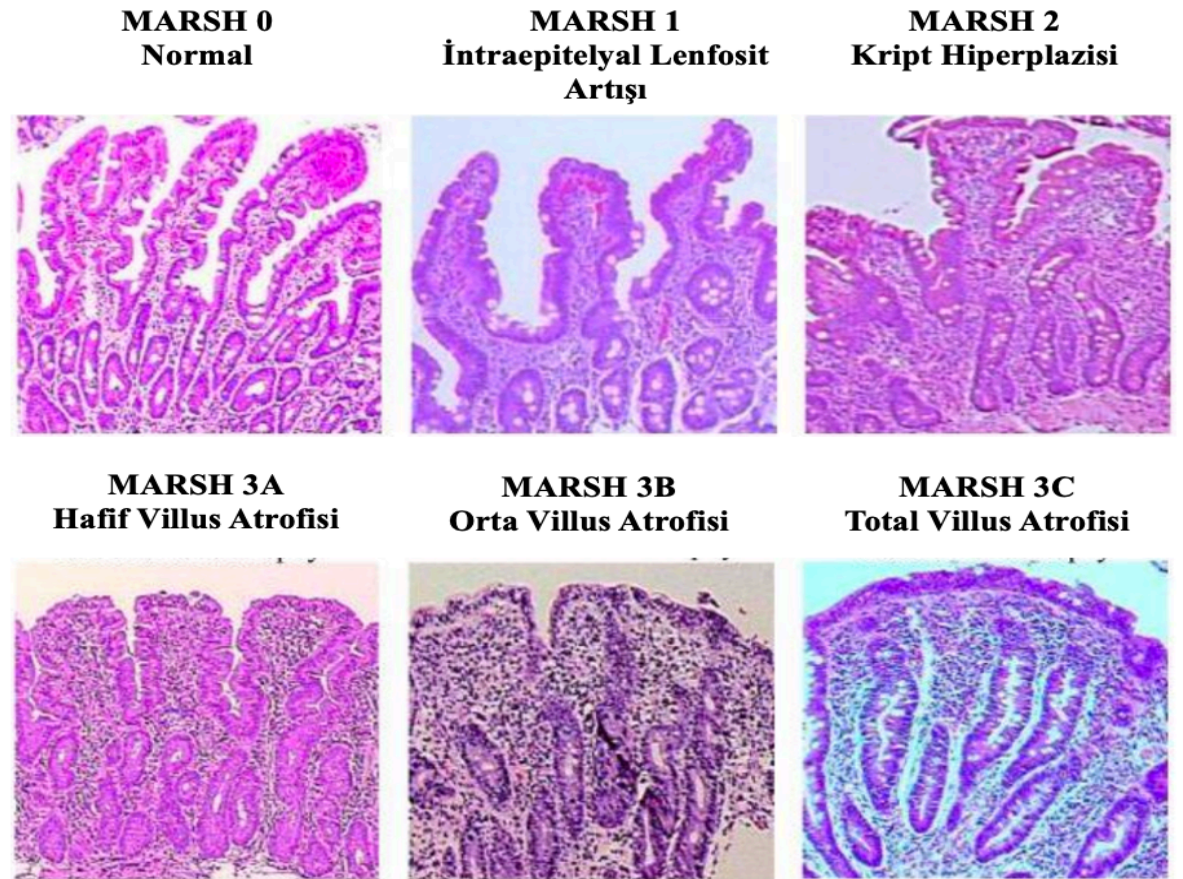 MARSH 0
Normal
MARSH 1
İntraepitelyal Lenfosit
Artışı
MARSH 2
Kript Hiperplazisi
MARSH 3A
Hafif Villus Atrofisi
MARSH 3B
Orta Villus Atrofisi
MARSH 3C
Total Villus Atrofisi